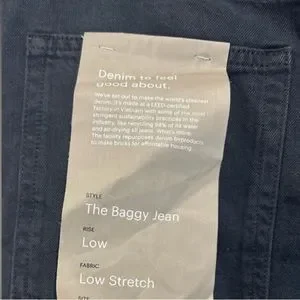 Denim to feel
good about.
We've set out to make the world's cleanest
denim. It's made at a LEED-certified
factory in Vietnam with some of the most
stringent sustainability practices in the
industry, like recycling 98% of its water
and air-drying all jeans. What's more:
The facility repurposes denim byproducts
to make bricks for affordable housing.
STYLE
The Baggy Jean
RISE
Low
FABRIC
Low Stretch
SIZE